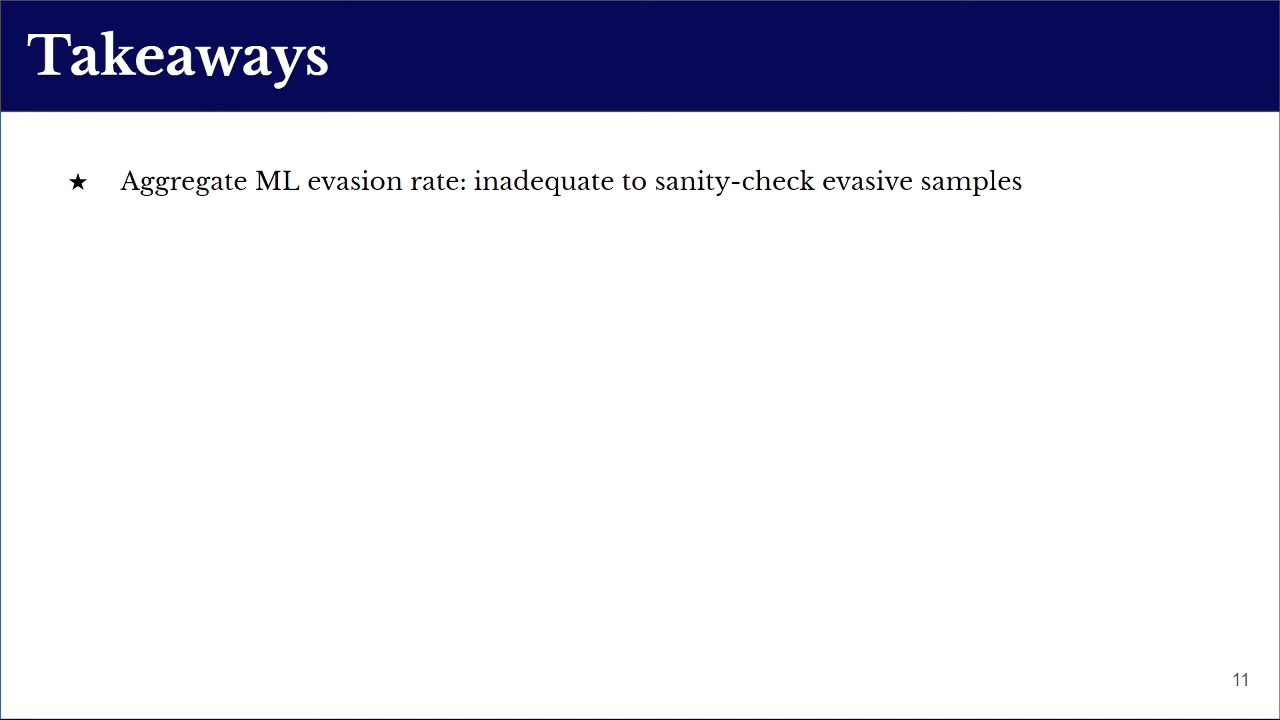 Takeaways
★ Aggregate ML evasion rate: inadequate to sanity-check evasive samples
11